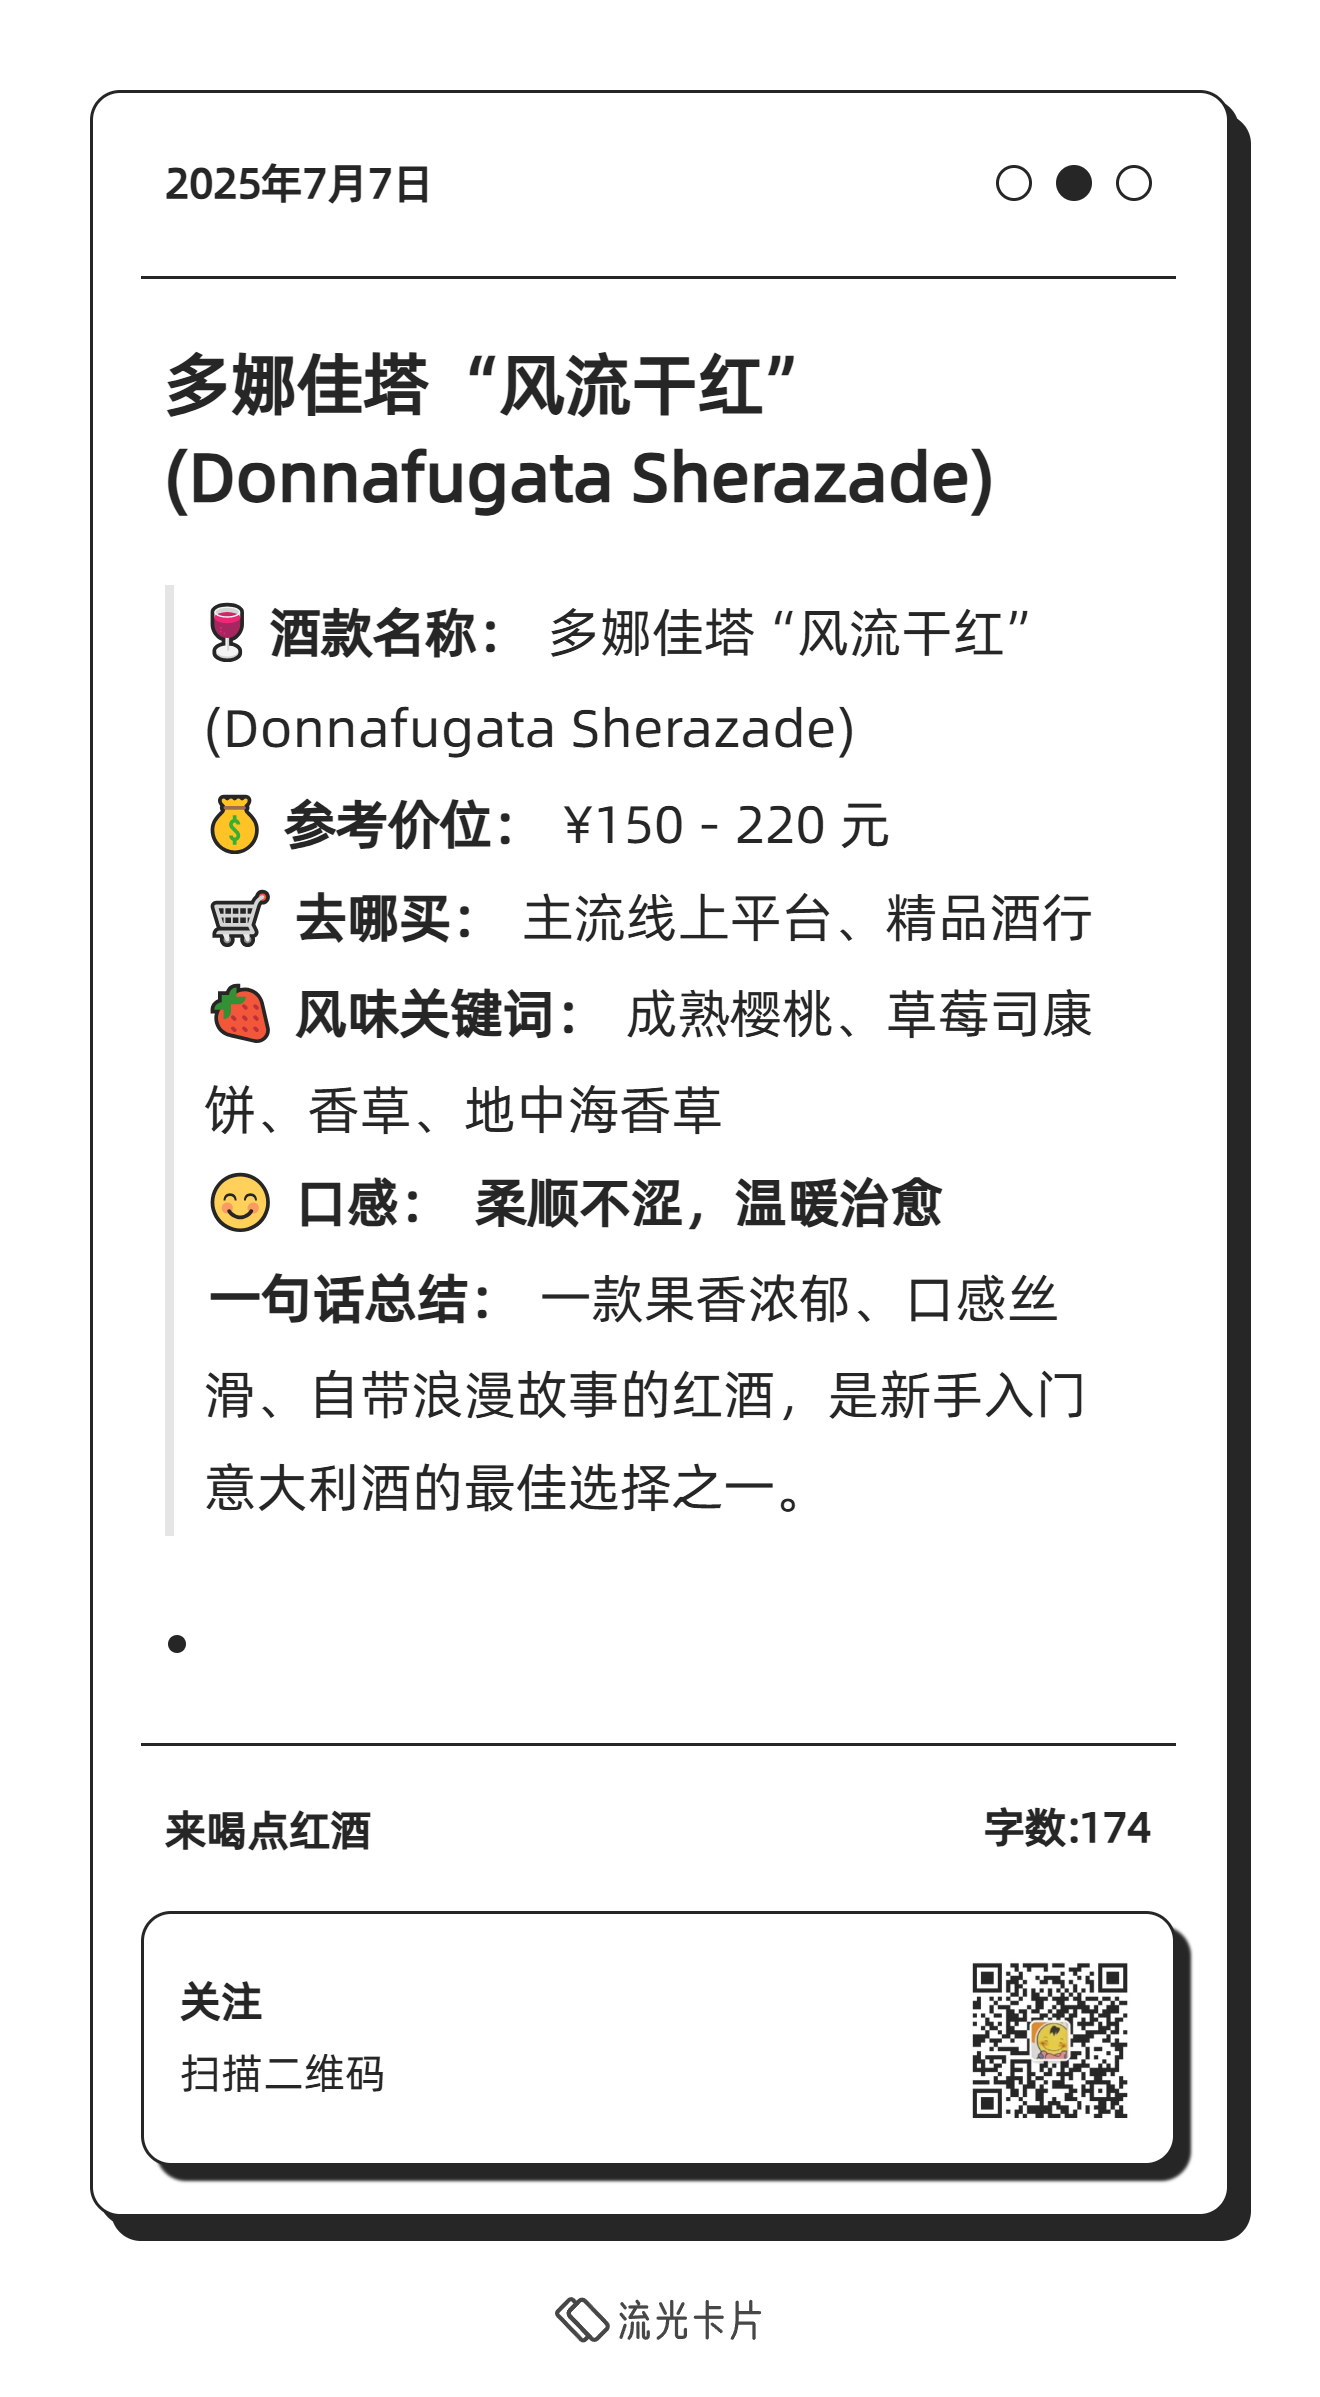 2025年7月7日
多娜佳塔“风流干红”
(Donnafugata Sherazade)
🍷 酒款名称： 多娜佳塔 “风流干红”
(Donnafugata Sherazade)
💰 参考价位： ¥150 - 220 元
🛒 去哪买： 主流线上平台、精品酒行
🍓 风味关键词： 成熟樱桃、草莓司康
饼、香草、地中海香草
😊 口感： 柔顺不涩，温暖治愈
一句话总结： 一款果香浓郁、口感丝
滑、自带浪漫故事的红酒，是新手入门
意大利酒的最佳选择之一。
•
来喝点红酒
字数:174
关注
扫描二维码
流光卡片